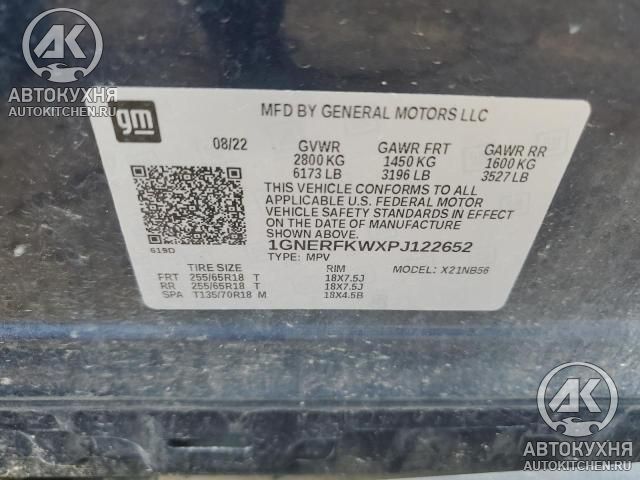 AK
АВТОКУХНЯ
AUTOKITCHEN.RU
gm
MFD BY GENERAL MOTORS LLC
08/22 GVWR GAWR FRT GAWR RR
2800 KG 1450 KG 1600 KG
6173 LB 3196 LB 3527 LB
THIS VEHICLE CONFORMS TO ALL
APPLICABLE U.S. FEDERAL MOTOR
VEHICLE SAFETY STANDARDS IN EFFECT
ON THE DATE OF MANUFACTURE
SHOWN ABOVE.
1GNERFKWXPJ122652
619D TYPE: MPV MODEL: X21NB56
TIRE SIZE RIM
FRT 255/65R18 T 18X7.5J
RR 255/65R18 T 18X7.5J
SPA T135/70R18 M 18X4.5B
AK
АВТОКУХНЯ
AUTOKITCHEN.RU